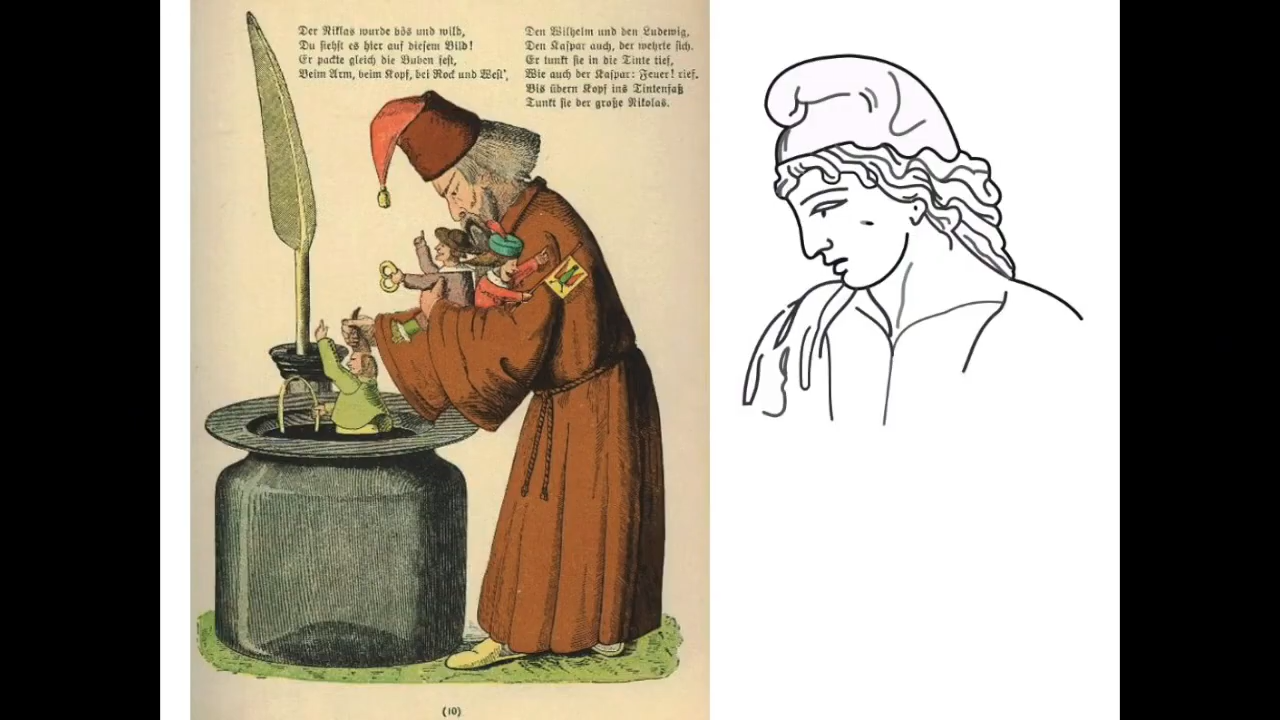 Der Niklas wurde bös und wild,
Du siehst es hier auf diesem Bild!
Er packte gleich die Buben fest,
Beim Arm, beim Kopf, bei Rock und West',
Den Wilhelm und den Ludewig,
Den Kaspar auch, der wehrte sich.
Er tunkt sie in die Tinte tief,
Wie auch der Kaspar: Feuer! rief.
Bis übern Kopf ins Tintenfaß
Tunkt sie der große Nikolas.
(10)